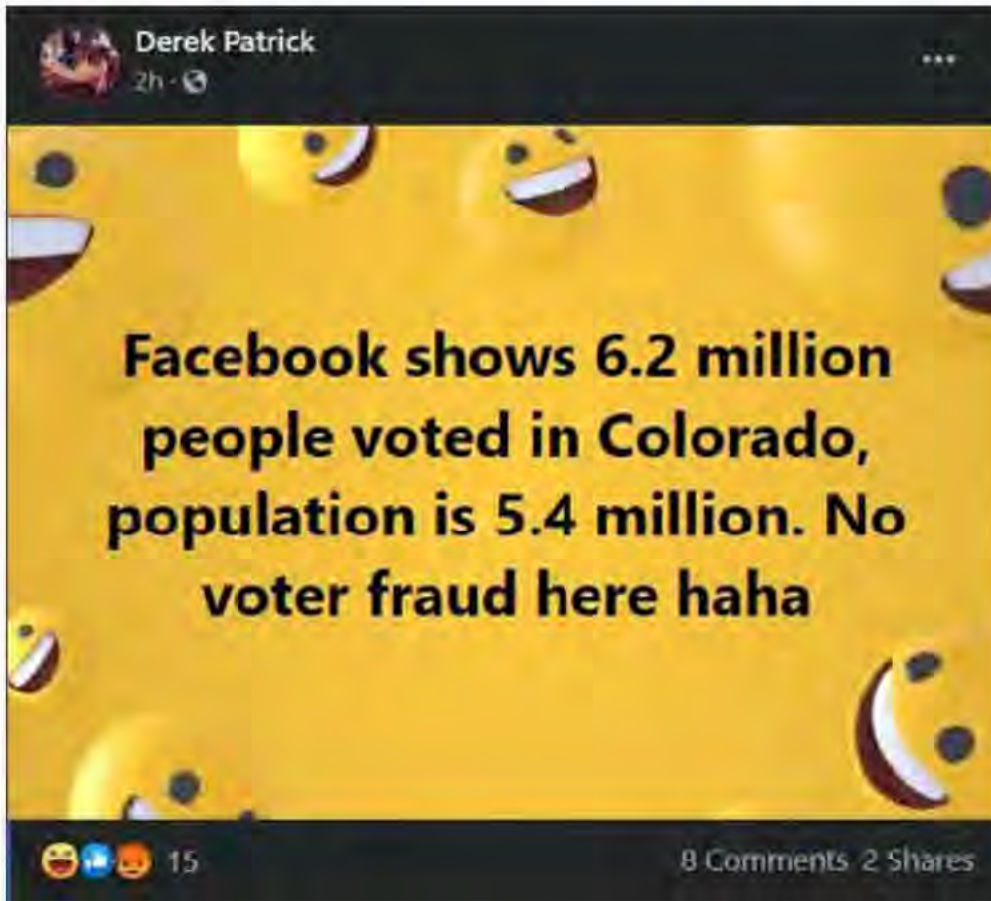 Derek Patrick
2h ·
Facebook shows 6.2 million
people voted in Colorado,
population is 5.4 million. No
voter fraud here haha
15
8 Comments 2 Shares